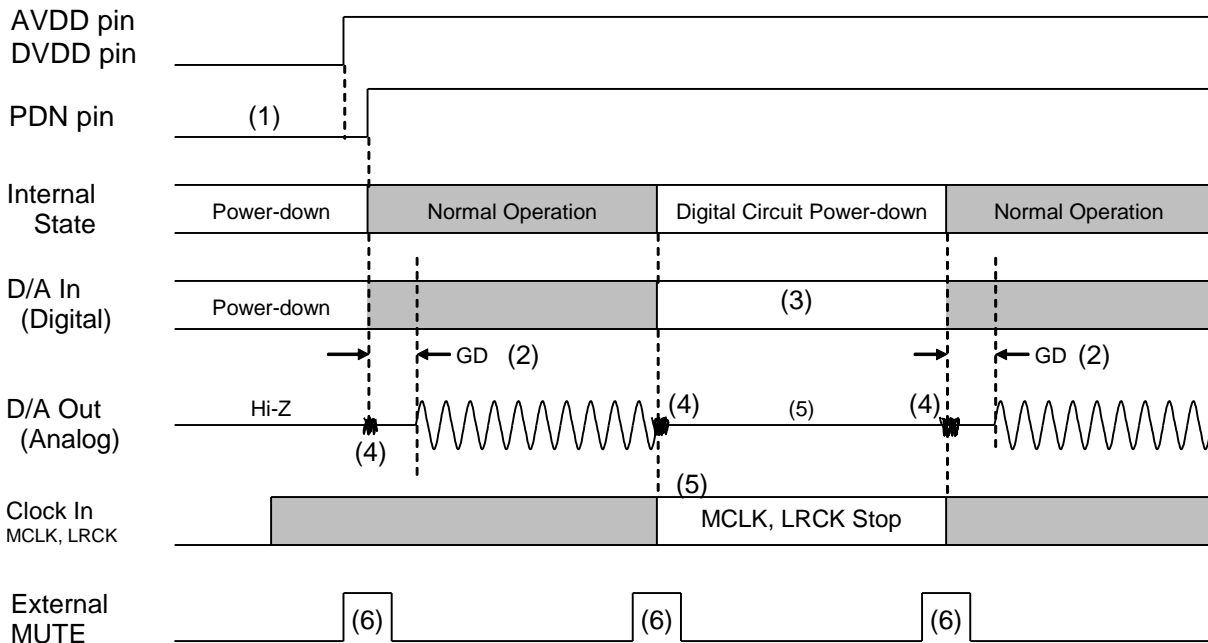 AVDD pin
DVDD pin
PDN pin
(1)
Internal
State
Power-down
Normal Operation
Digital Circuit Power-down
Normal Operation
D/A In
(Digital)
Power-down
(3)
GD (2)
GD (2)
D/A Out
(Analog)
Hi-Z
(4)
(4)
(5)
(4)
Clock In
MCLK, LRCK
(5)
MCLK, LRCK Stop
External
MUTE
(6)
(6)
(6)